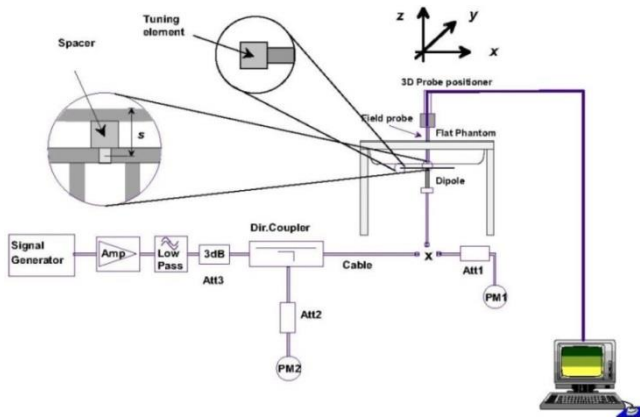 Tuning
element
Spacer
s
z
y
x
3D Probe positioner
Field probe
Flat Phantom
Dipole
Signal
Generator
Amp
Low
Pass
3dB
Att3
Dir.Coupler
Cable
x
Att1
PM1
Att2
PM2